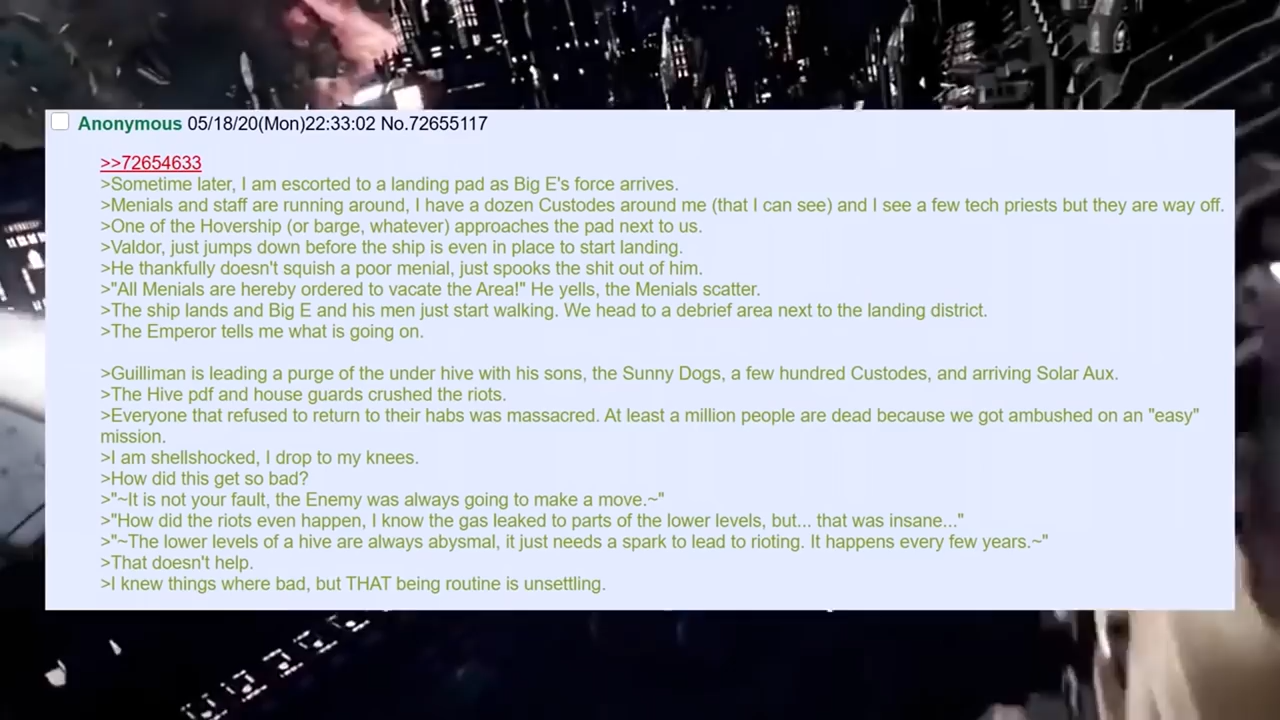 Anonymous 05/18/20(Mon)22:33:02 No.72655117
>>72654633
>Sometime later, I am escorted to a landing pad as Big E's force arrives.
>Menials and staff are running around, I have a dozen Custodes around me (that I can see) and I see a few tech priests but they are way off.
>One of the Hovership (or barge, whatever) approaches the pad next to us.
>Valdor, just jumps down before the ship is even in place to start landing.
>He thankfully doesn't squish a poor menial, just spooks the shit out of him.
>"All Menials are hereby ordered to vacate the Area!" He yells, the Menials scatter.
>The ship lands and Big E and his men just start walking. We head to a debrief area next to the landing district.
>The Emperor tells me what is going on.
>Guilliman is leading a purge of the under hive with his sons, the Sunny Dogs, a few hundred Custodes, and arriving Solar Aux.
>The Hive pdf and house guards crushed the riots.
>Everyone that refused to return to their habs was massacred. At least a million people are dead because we got ambushed on an "easy"
mission.
>I am shellshocked, I drop to my knees.
>How did this get so bad?
>"~It is not your fault, the Enemy was always going to make a move.~"
>"How did the riots even happen, I know the gas leaked to parts of the lower levels, but... that was insane..."
>"~The lower levels of a hive are always abysmal, it just needs a spark to lead to rioting. It happens every few years.~"
>That doesn't help.
>I knew things where bad, but THAT being routine is unsettling.